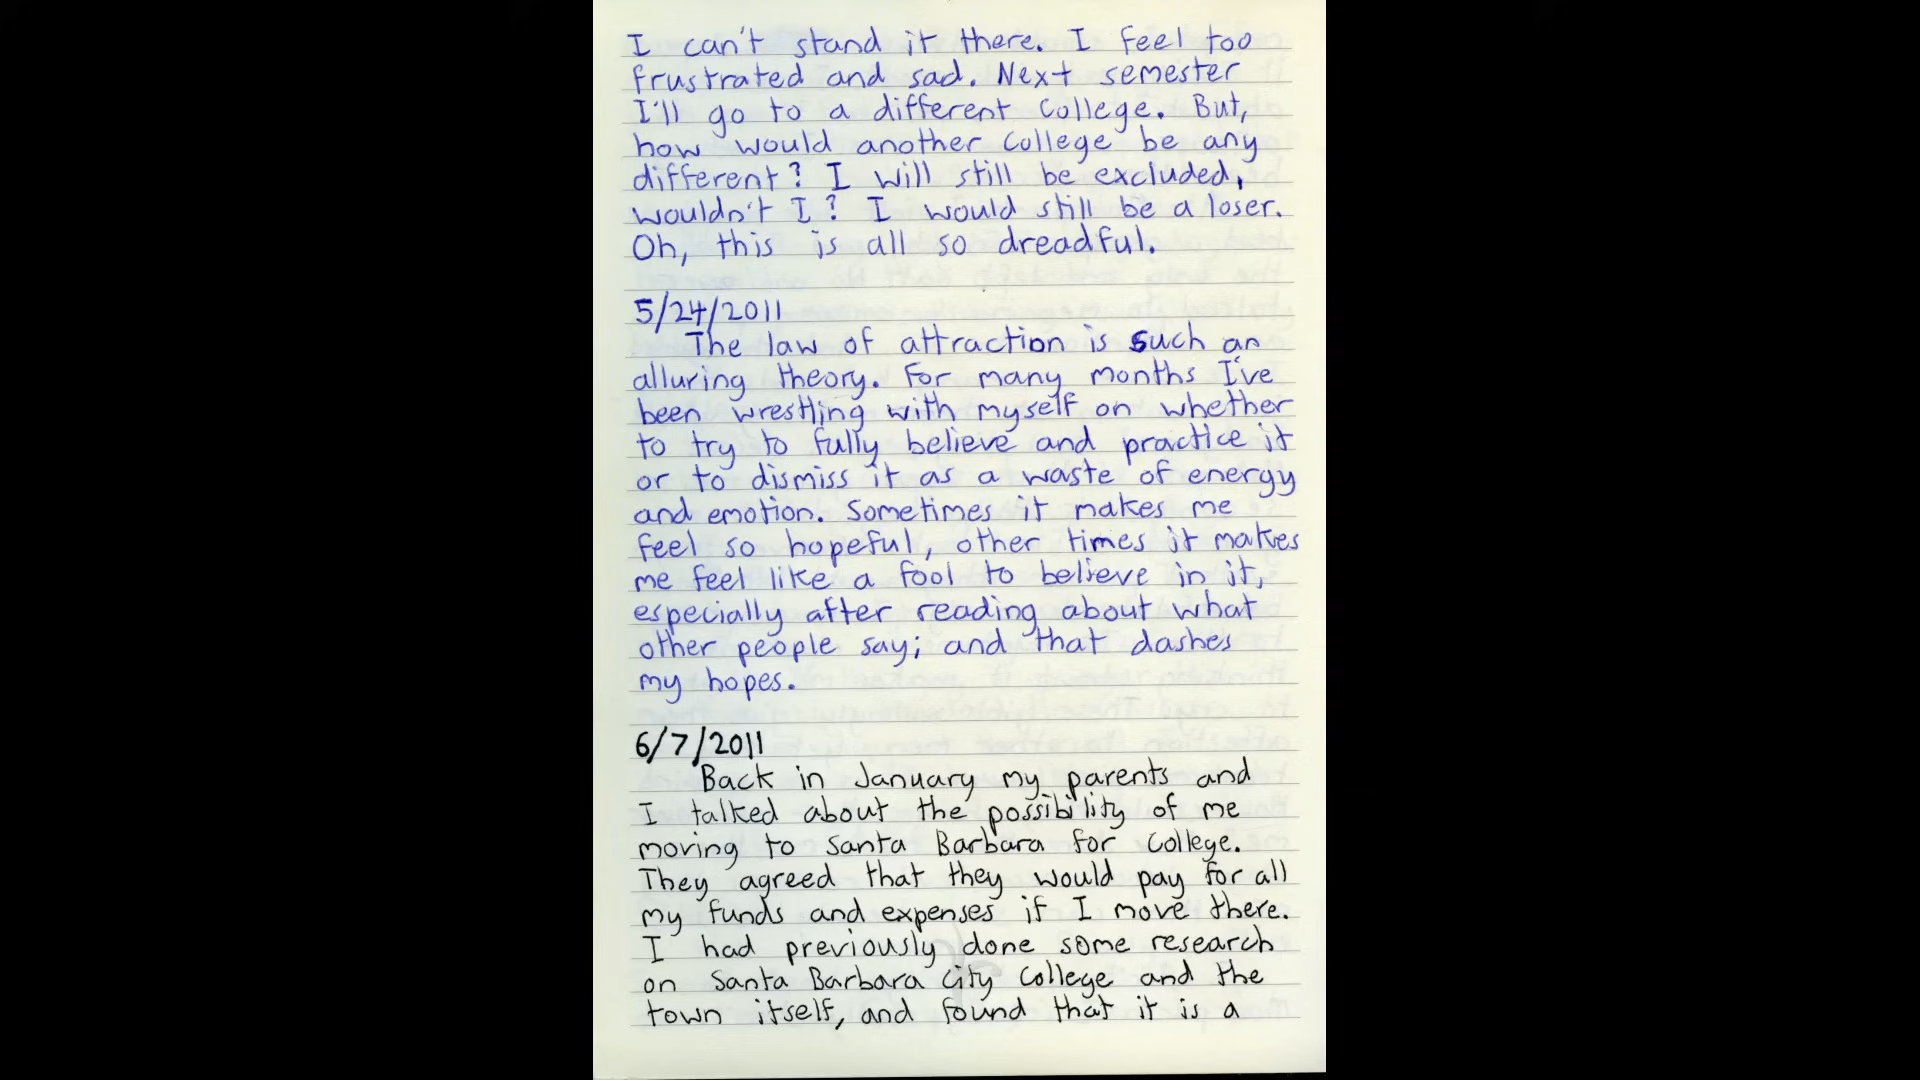 I can't stand it there. I feel too
frustrated and sad. Next semester
I'll go to a different College. But,
how would another College be any
different? I will still be excluded,
wouldn't I? I would still be a loser.
Oh, this is all so dreadful.
5/24/2011
The law of attraction is such an
alluring theory. For many months I've
been wrestling with myself on whether
to try to fully believe and practice it
or to dismiss it as a waste of energy
and emotion. Sometimes it makes me
feel so hopeful, other times it makes
me feel like a fool to believe in it,
especially after reading about what
other people say; and that dashes
my hopes.
6/7/2011
Back in January my parents and
I talked about the possibility of me
moving to Santa Barbara for College.
They agreed that they would pay for all
my funds and expenses if I move there.
I had previously done some research
on Santa Barbara City College and the
town itself, and found that it is a